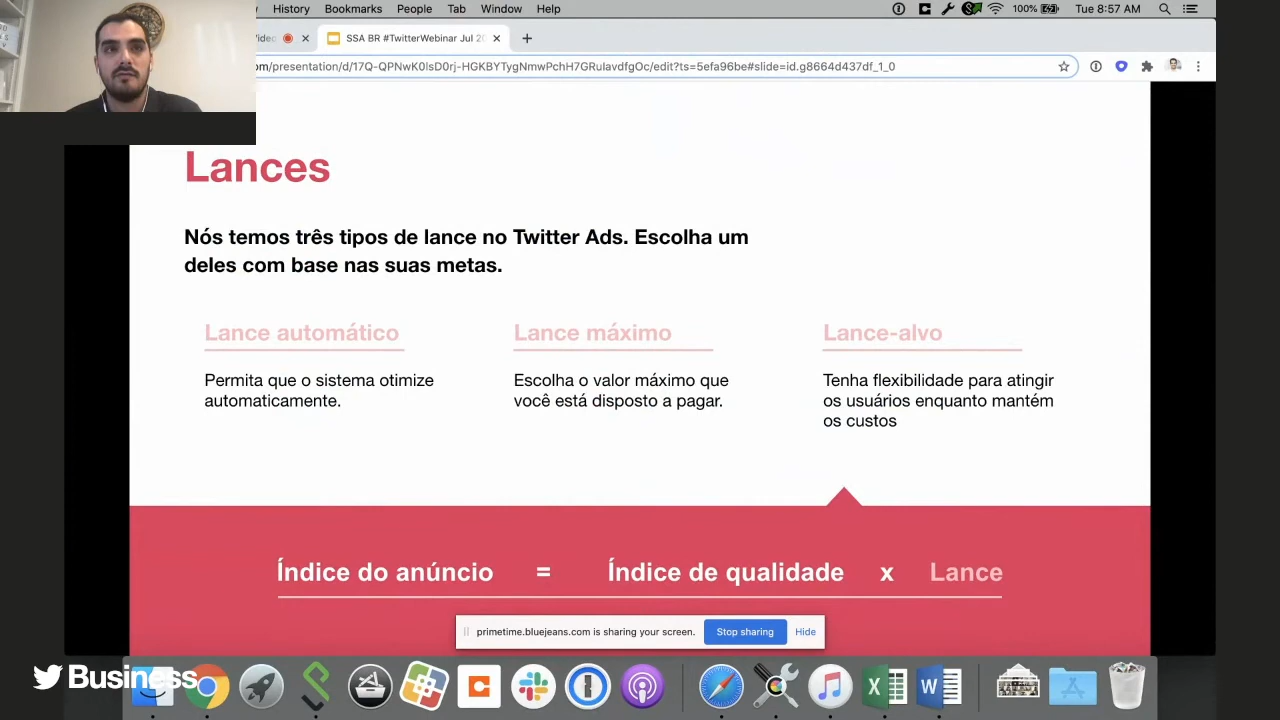 History Bookmarks People Tab Window Help
100%
Tue 8:57 AM
SSA BR #TwitterWebinar Jul 20
om/presentation/d/17Q-QPNwK0lsD0rj-HGKBYTygNmwPchH7GRuIavdfgOc/edit?ts=5efa96be#slide=id.g8664d437df_1_0
Lances
Nós temos três tipos de lance no Twitter Ads. Escolha um
deles com base nas suas metas.
Lance automático
Permita que o sistema otimize
automaticamente.
Lance máximo
Escolha o valor máximo que
você está disposto a pagar.
Lance-alvo
Tenha flexibilidade para atingir
os usuários enquanto mantém
os custos
Índice do anúncio = Índice de qualidade x Lance
primetime.bluejeans.com is sharing your screen. Stop sharing Hide
Business